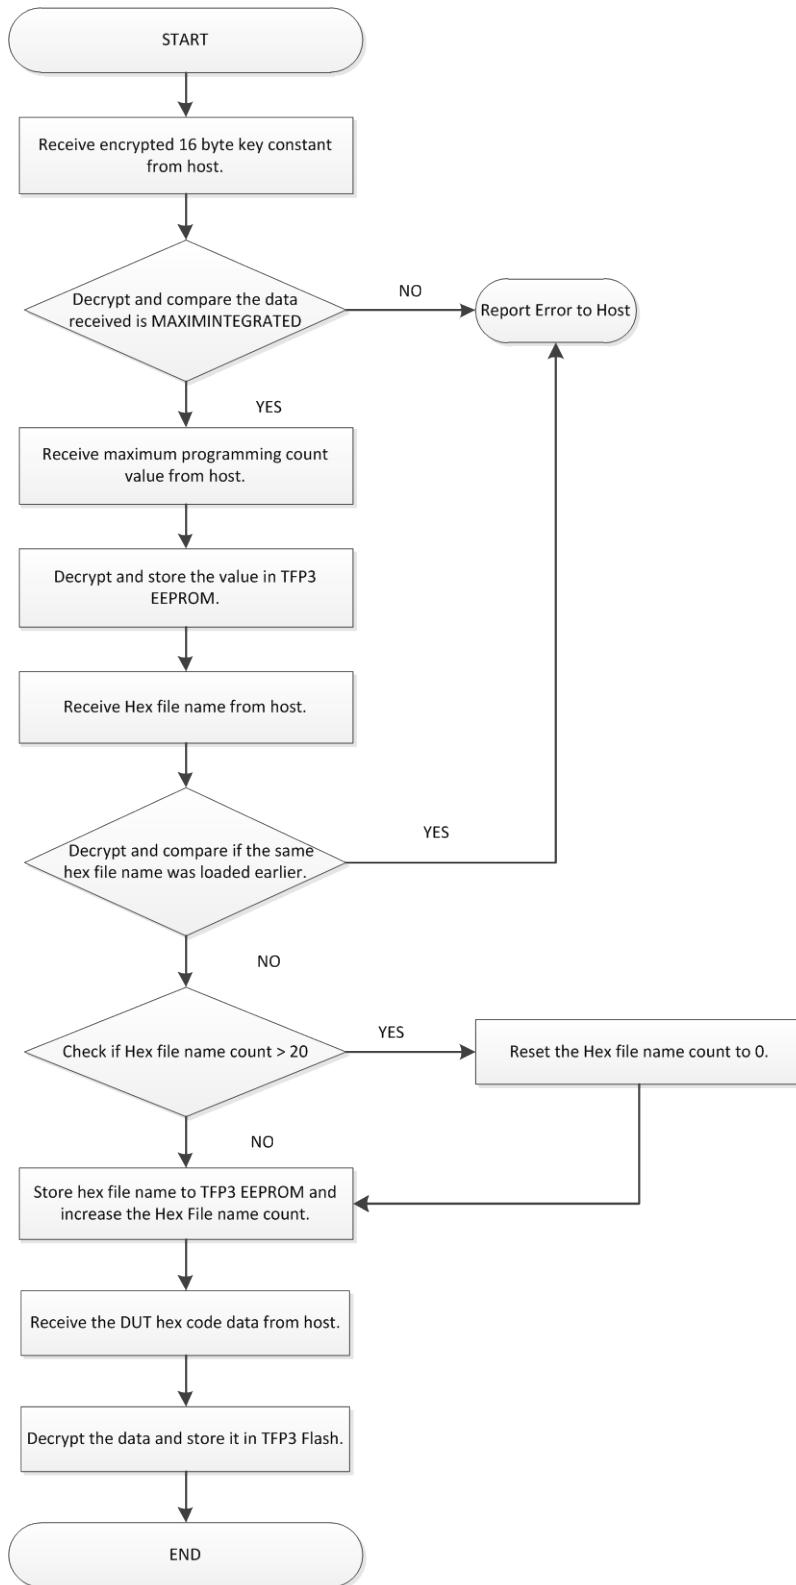 START
Receive encrypted 16 byte key constant
from host.
Decrypt and compare the data
received is MAXIMINTEGRATED
NO
Report Error to Host
YES
Receive maximum programming count
value from host.
Decrypt and store the value in TFP3
EEPROM.
Receive Hex file name from host.
Decrypt and compare if the same
hex file name was loaded earlier.
YES
NO
Check if Hex file name count > 20
YES
Reset the Hex file name count to 0.
NO
Store hex file name to TFP3 EEPROM and
increase the Hex File name count.
Receive the DUT hex code data from host.
Decrypt the data and store it in TFP3 Flash.
END